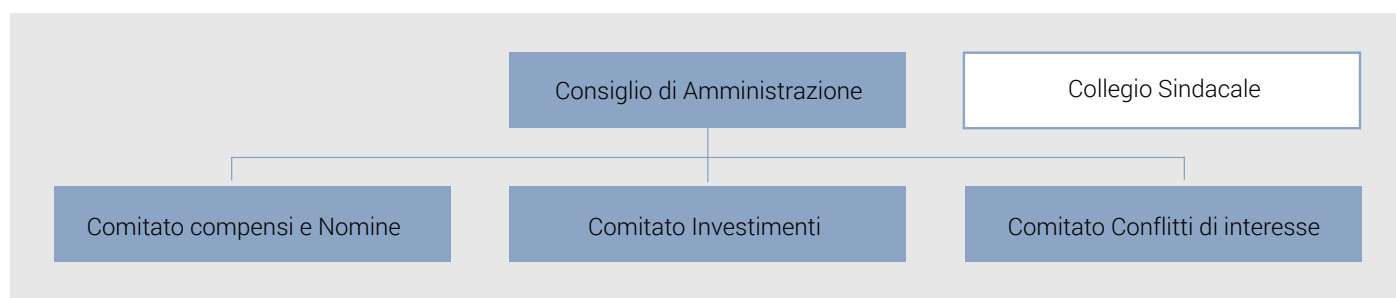 Consiglio di Amministrazione
Collegio Sindacale
Comitato compensi e Nomine
Comitato Investimenti
Comitato Conflitti di interesse